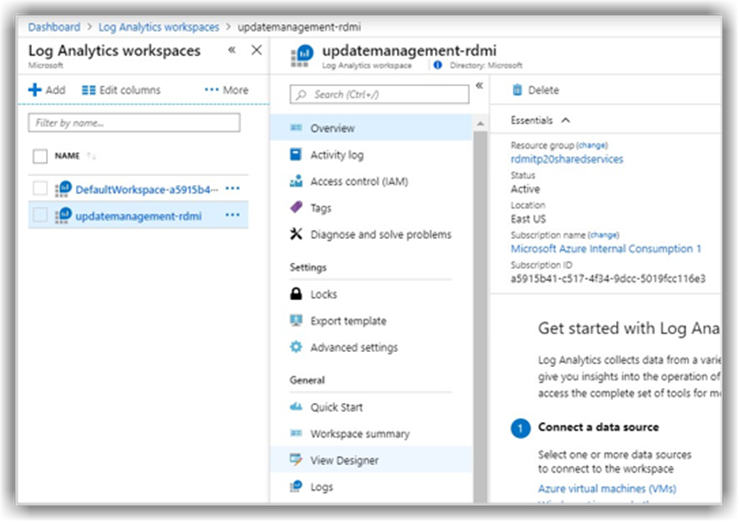 Dashboard > Log Analytics workspaces > updatemanagement-rdmi
Log Analytics workspaces « ×
Microsoft
Add Edit columns ··· More
Filter by name...
NAME
DefaultWorkspace-a5915b4··· ···
updatemanagement-rdmi ···
updatemanagement-rdmi
Log Analytics workspace Directory: Microsoft
Search (Ctrl+/) «
Overview
Activity log
Access control (IAM)
Tags
Diagnose and solve problems
Settings
Locks
Export template
Advanced settings
General
Quick Start
Workspace summary
View Designer
Logs
Delete
Essentials
Resource group (change)
rdmitp20sharedservices
Status
Active
Location
East US
Subscription name (change)
Microsoft Azure Internal Consumption 1
Subscription ID
a5915b41-c517-4f34-9dcc-5019fcc116e3
Get started with Log Ana
Log Analytics collects data from a varie
give you insights into the operation of
access the complete set of tools for m
1 Connect a data source
Select one or more data sources
to connect to the workspace
Azure virtual machines (VMs)